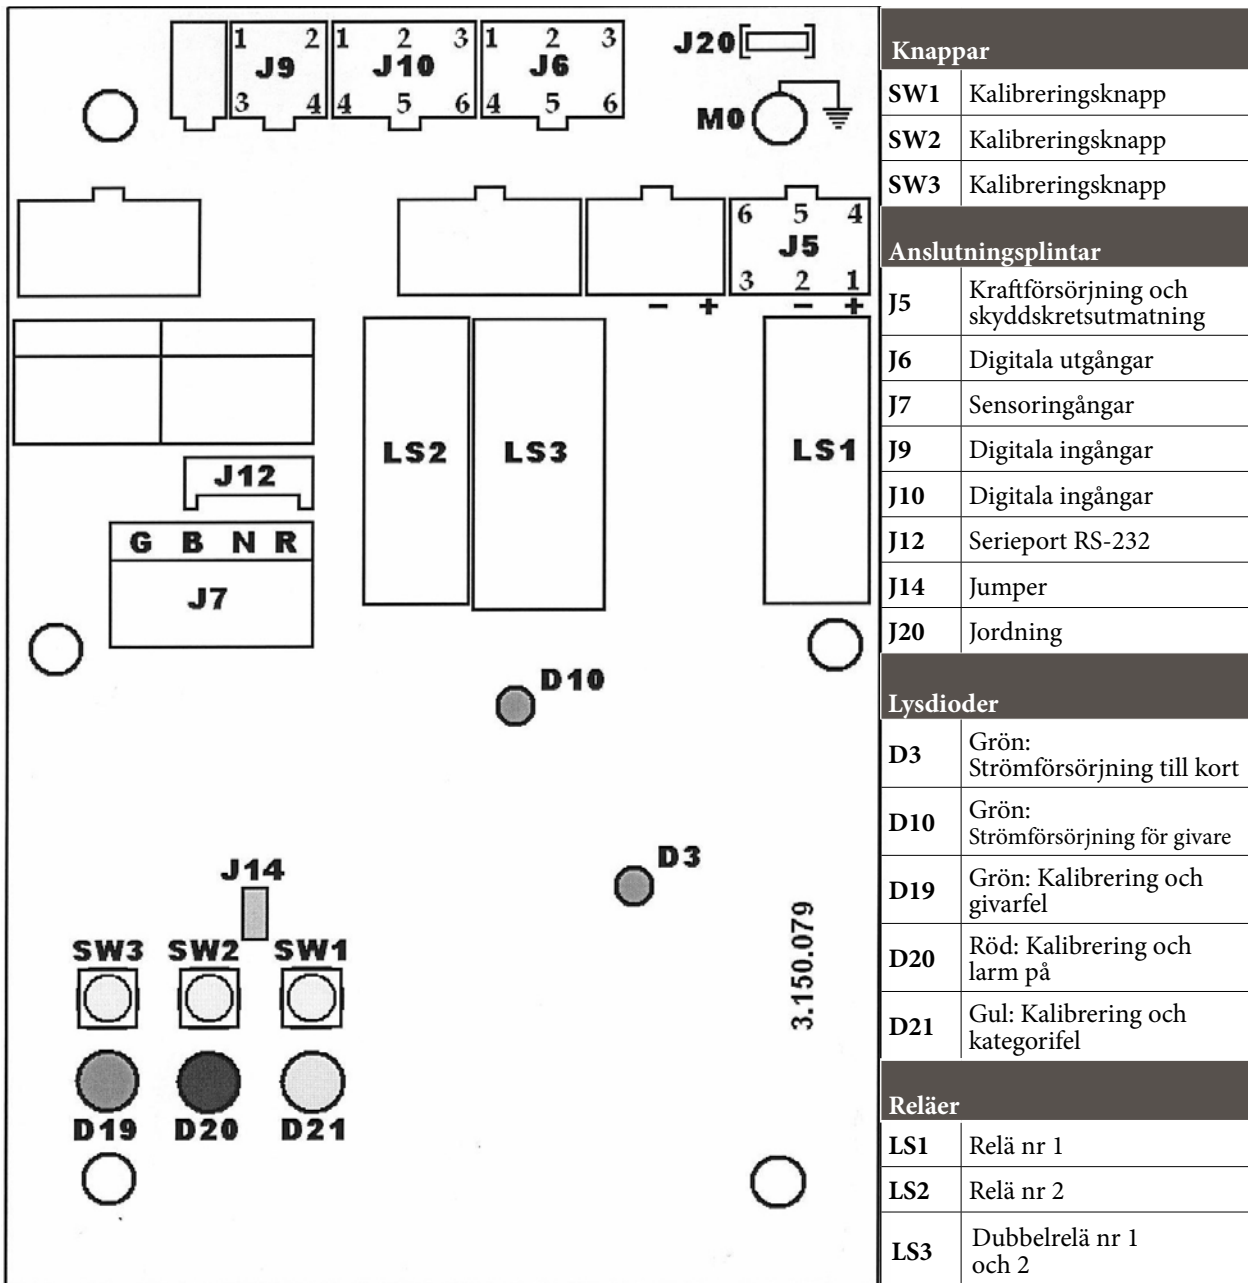 1 2 1 2 3 1 2 3
J9 J10 J6
3 4 4 5 6 4 5 6
J20
M0
6 5 4
J5
3 2 1
− + − +
LS2 LS3 LS1
J12
G B N R
J7
D10
D3
J14
SW3 SW2 SW1
3.150.079
D19 D20 D21
Knappar
SW1 Kalibreringsknapp
SW2 Kalibreringsknapp
SW3 Kalibreringsknapp
Anslutningsplintar
J5 Kraftförsörjning och
skyddskretsutmatning
J6 Digitala utgångar
J7 Sensoringångar
J9 Digitala ingångar
J10 Digitala ingångar
J12 Serieport RS-232
J14 Jumper
J20 Jordning
Lysdioder
D3 Grön:
Strömförsörjning till kort
D10 Grön:
Strömförsörjning för givare
D19 Grön: Kalibrering och
givarfel
D20 Röd: Kalibrering och
larm på
D21 Gul: Kalibrering och
kategorifel
Reläer
LS1 Relä nr 1
LS2 Relä nr 2
LS3 Dubbelrelä nr 1
och 2